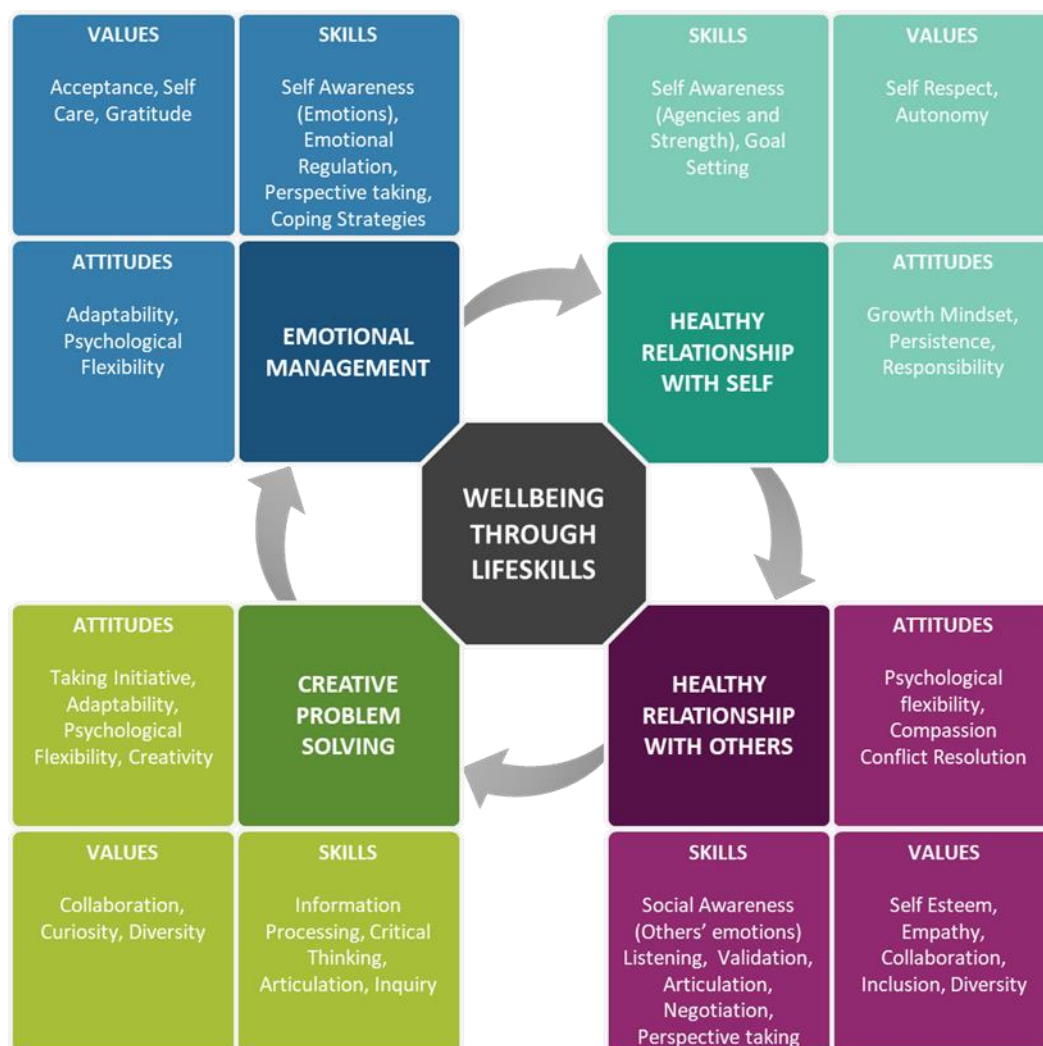 VALUES
Acceptance, Self
Care, Gratitude
SKILLS
Self Awareness
(Emotions),
Emotional
Regulation,
Perspective taking,
Coping Strategies
ATTITUDES
Adaptability,
Psychological
Flexibility
EMOTIONAL
MANAGEMENT
SKILLS
Self Awareness
(Agencies and
Strength), Goal
Setting
VALUES
Self Respect,
Autonomy
HEALTHY
RELATIONSHIP
WITH SELF
ATTITUDES
Growth Mindset,
Persistence,
Responsibility
WELLBEING
THROUGH
LIFESKILLS
ATTITUDES
Taking Initiative,
Adaptability,
Psychological
Flexibility, Creativity
CREATIVE
PROBLEM
SOLVING
VALUES
Collaboration,
Curiosity, Diversity
SKILLS
Information
Processing, Critical
Thinking,
Articulation, Inquiry
HEALTHY
RELATIONSHIP
WITH OTHERS
ATTITUDES
Psychological
flexibility,
Compassion
Conflict Resolution
SKILLS
Social Awareness
(Others’ emotions)
Listening, Validation,
Articulation,
Negotiation,
Perspective taking
VALUES
Self Esteem,
Empathy,
Collaboration,
Inclusion, Diversity